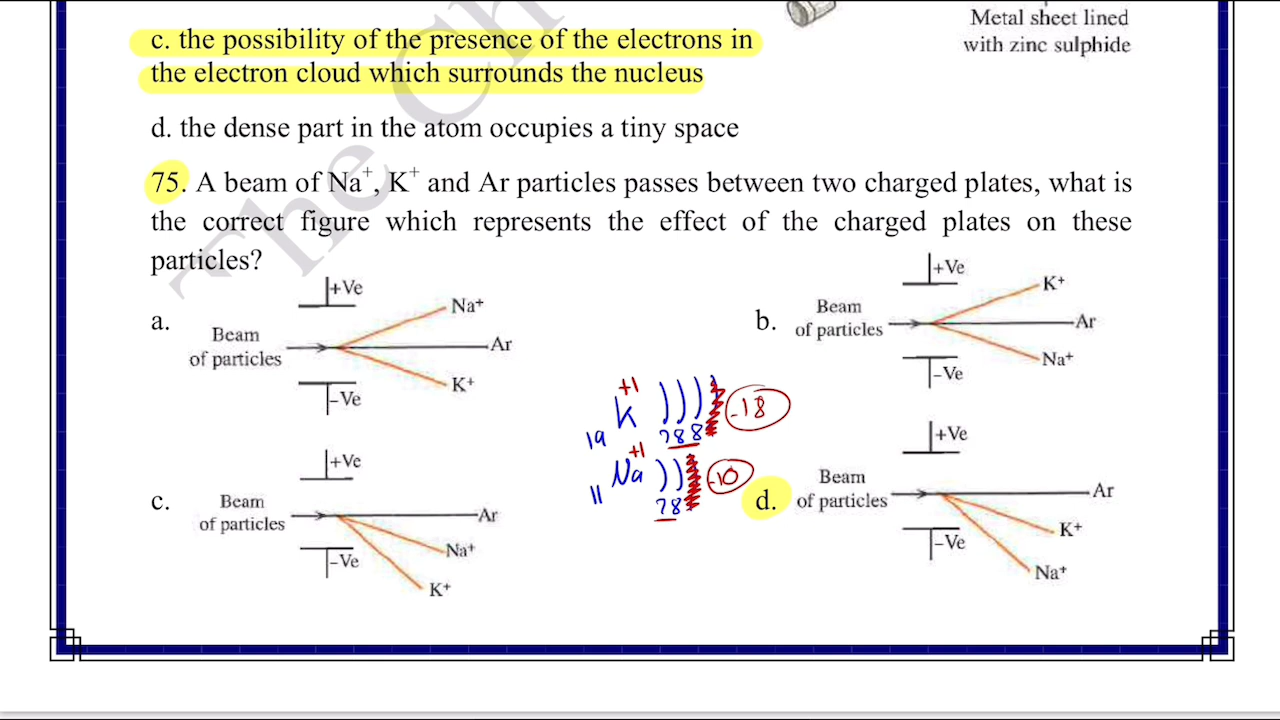 Metal sheet lined
with zinc sulphide
c. the possibility of the presence of the electrons in
the electron cloud which surrounds the nucleus
d. the dense part in the atom occupies a tiny space
The Ch
75. A beam of Na⁺, K⁺ and Ar particles passes between two charged plates, what is
the correct figure which represents the effect of the charged plates on these
particles?
a.
+Ve
Beam
of particles
Na⁺
Ar
K⁺
-Ve
b.
+Ve
Beam
of particles
K⁺
Ar
Na⁺
-Ve
+1
19 K ))))
2 8 8
-18
+1
11 Na )))
2 8
-10
c.
+Ve
Beam
of particles
Ar
Na⁺
K⁺
-Ve
d.
+Ve
Beam
of particles
Ar
K⁺
Na⁺
-Ve